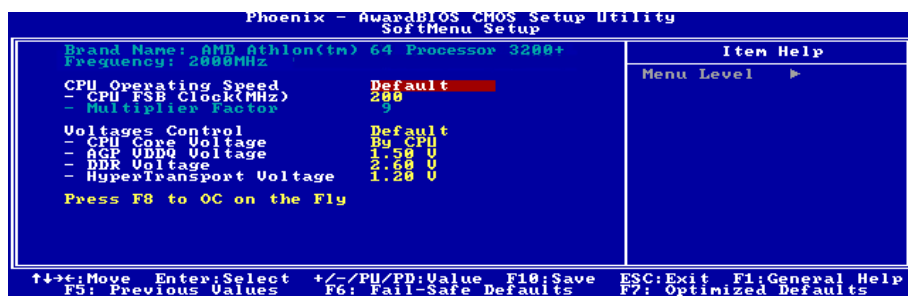 Phoenix - AwardBIOS CMOS Setup Utility
SoftMenu Setup
Brand Name: AMD Athlon(tm) 64 Processor 3200+
Frequency: 2000MHz
Item Help
Menu Level ►
CPU Operating Speed Default
- CPU FSB Clock(MHz) 200
- Multiplier Factor 9
Voltages Control Default
- CPU Core Voltage By CPU
- AGP VDDQ Voltage 1.50 V
- DDR Voltage 2.60 V
- HyperTransport Voltage 1.20 V
Press F8 to OC on the Fly
↑↓→←:Move Enter:Select +/-/PU/PD:Value F10:Save ESC:Exit F1:General Help
F5: Previous Values F6: Fail-Safe Defaults F7: Optimized Defaults